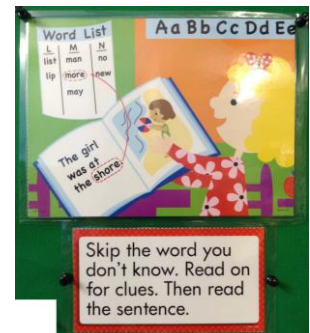 Word List
Aa Bb Cc Dd Ee
L M N
list man no
lip more new
may
The girl
was at
the shore.
Skip the word you
don't know. Read on
for clues. Then read
the sentence.